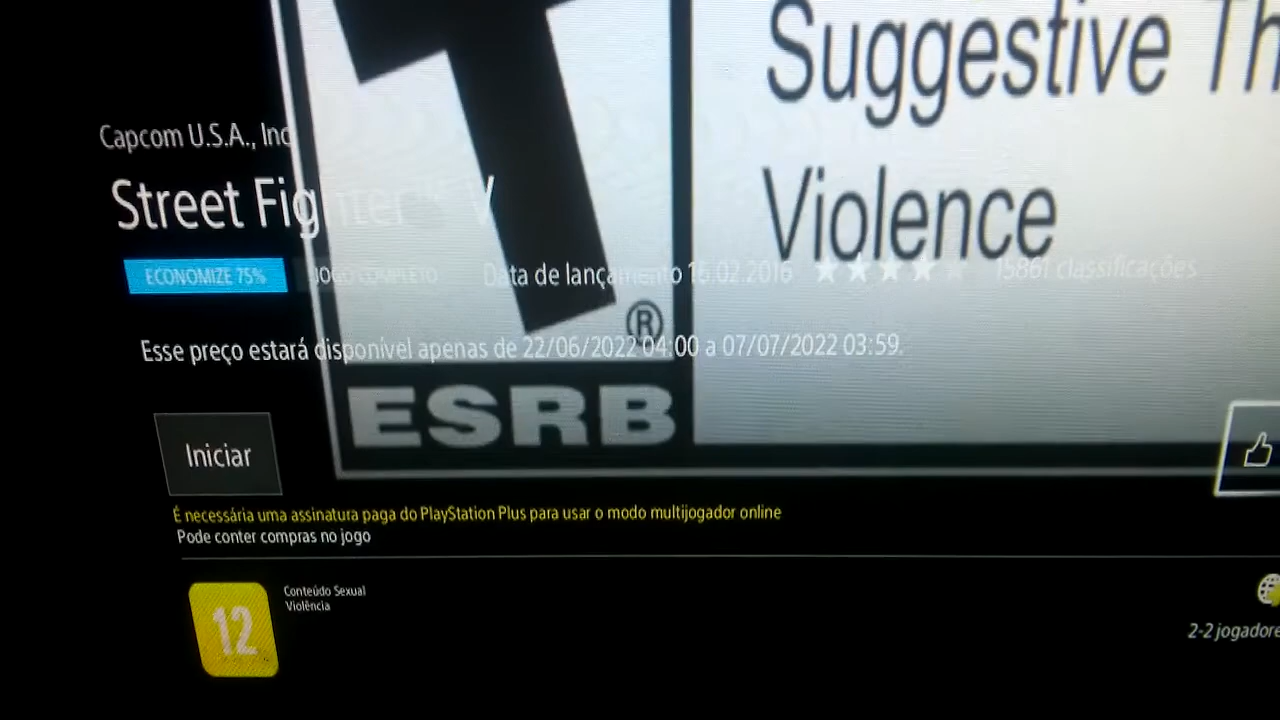 Suggestive Th
Violence
®
ESRB
Capcom U.S.A., Inc
Street Fighter™ V
ECONOMIZE 75% JOGO COMPLETO Data de lançamento 16.02.2016 15861 classificações
Esse preço estará disponível apenas de 22/06/2022 04:00 a 07/07/2022 03:59.
Iniciar
É necessária uma assinatura paga do PlayStation Plus para usar o modo multijogador online
Pode conter compras no jogo
12
Conteúdo Sexual
Violência
2-2 jogadore